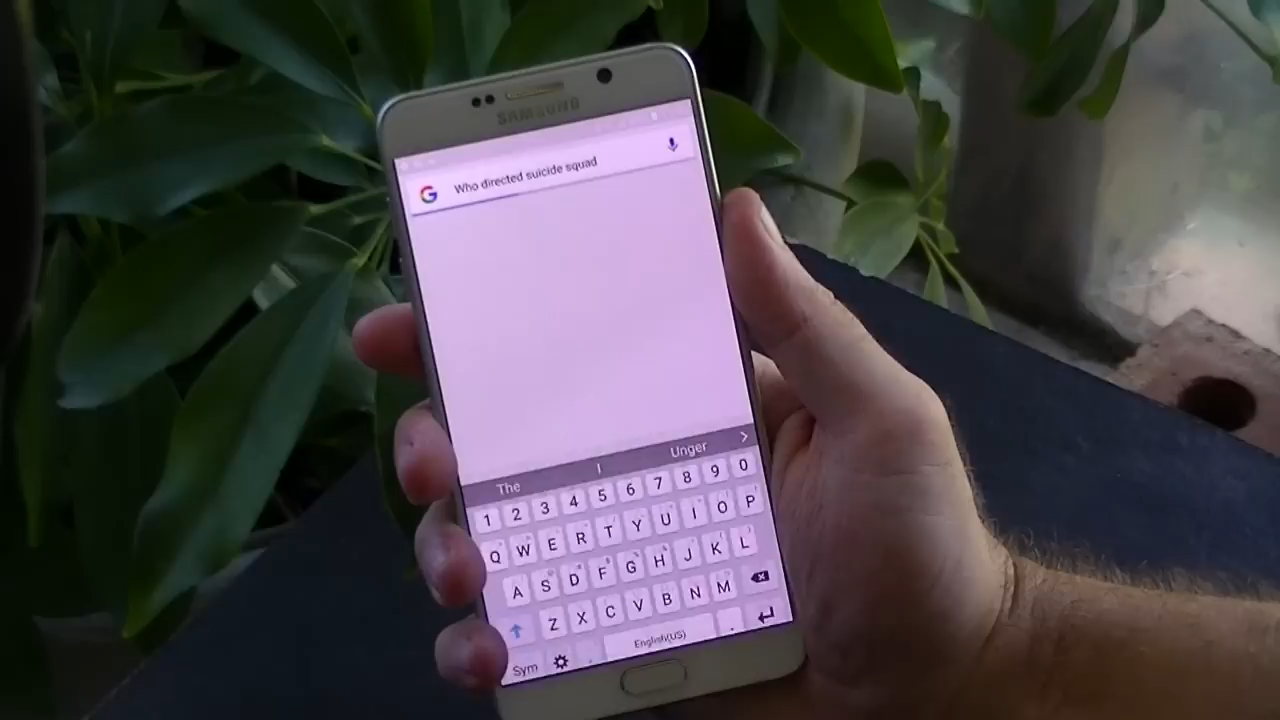 SAMSUNG
Who directed suicide squad
The I Unger
1 2 3 4 5 6 7 8 9 0
Q W E R T Y U I O P
A S D F G H J K L
Z X C V B N M
Sym English(US) .